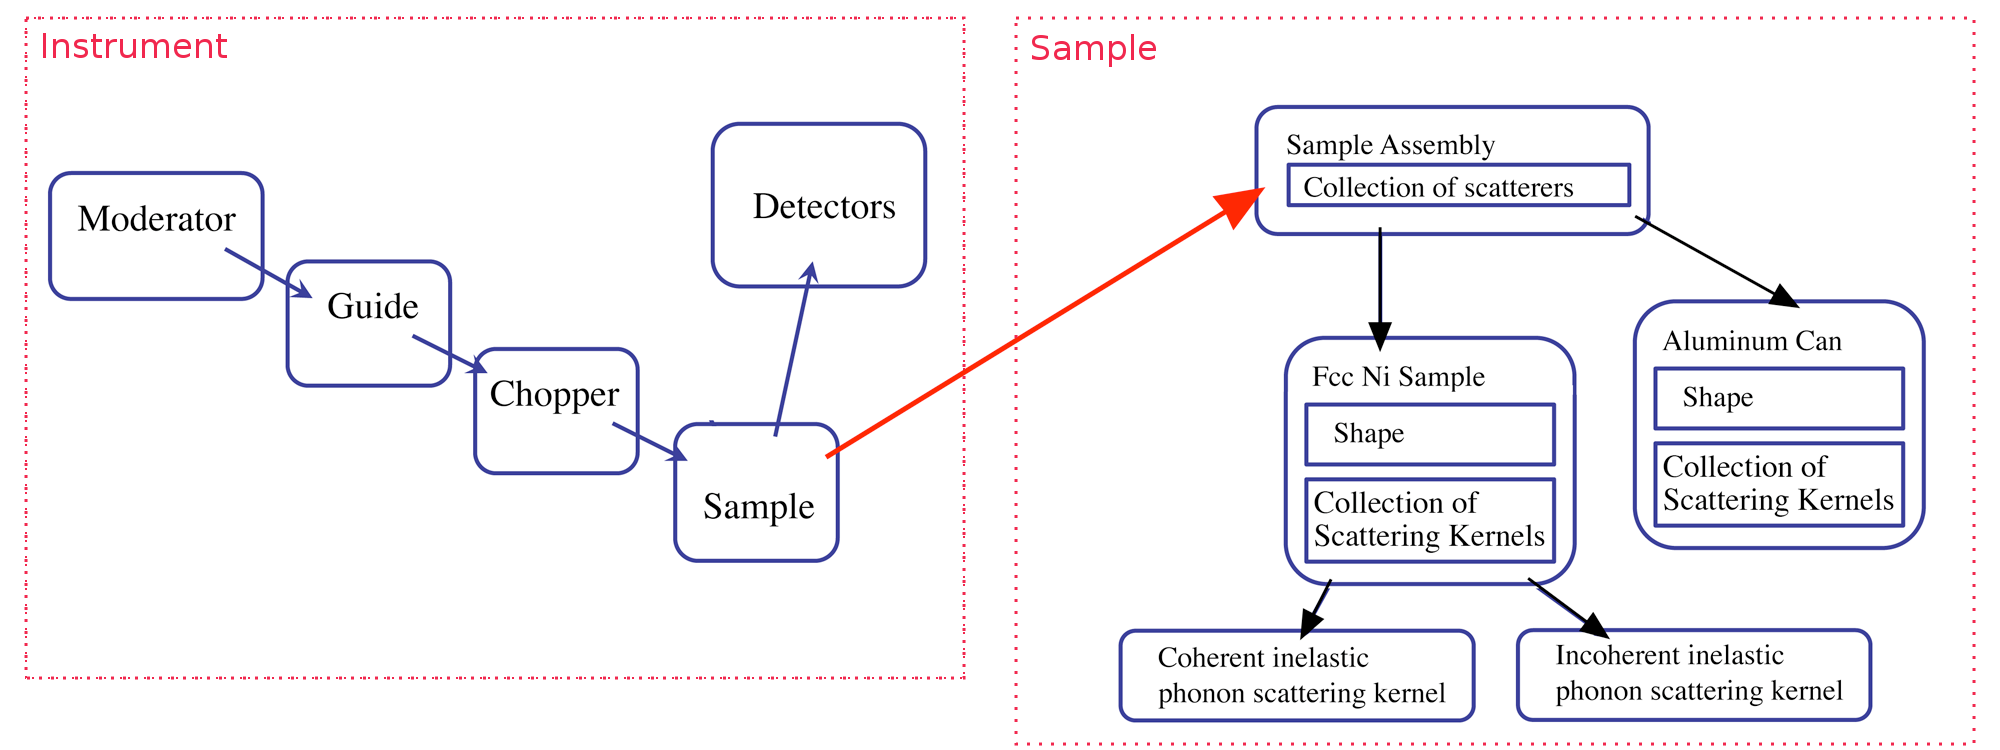 Instrument
Moderator
Guide
Chopper
Sample
Detectors
Sample
Sample Assembly
Collection of scatterers
Fcc Ni Sample
Shape
Collection of
Scattering Kernels
Aluminum Can
Shape
Collection of
Scattering Kernels
Coherent inelastic
phonon scattering kernel
Incoherent inelastic
phonon scattering kernel